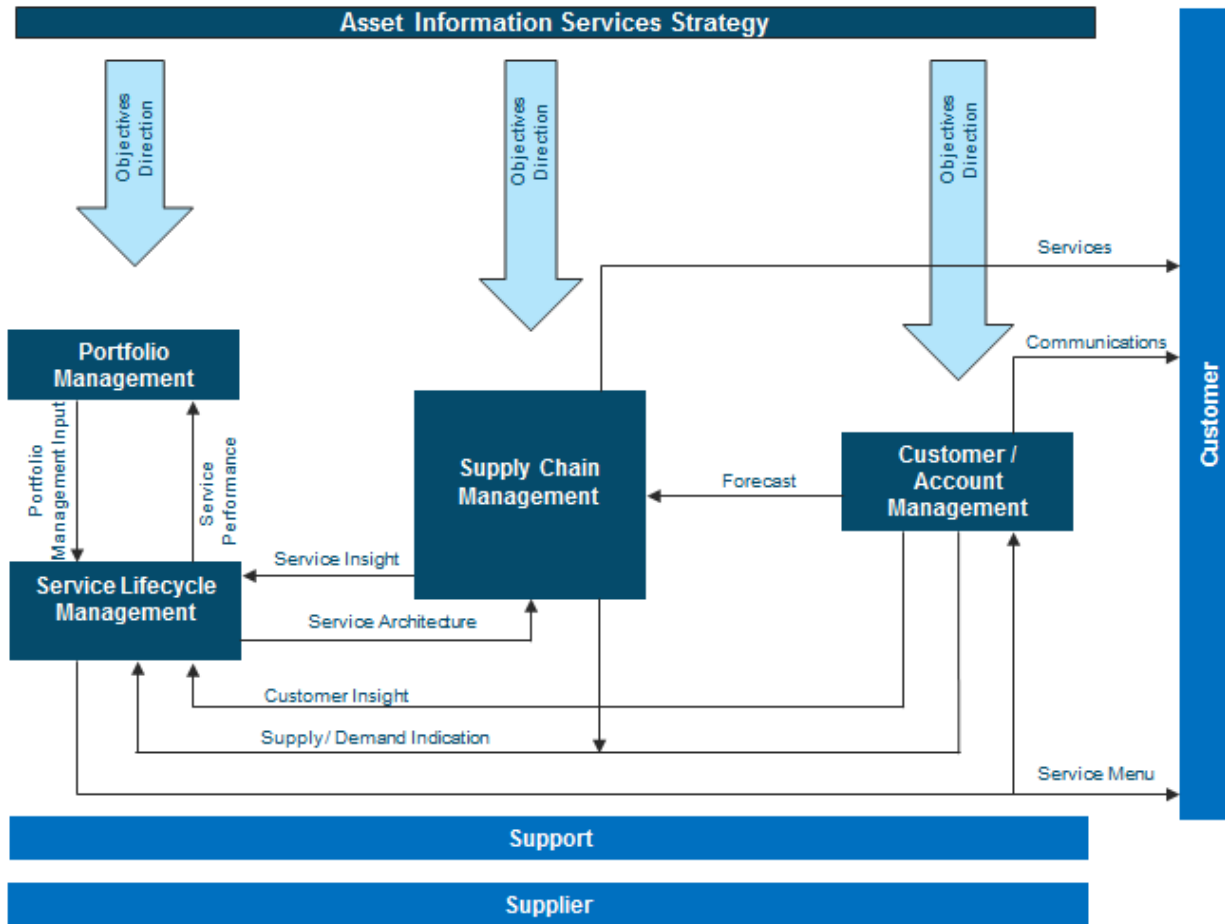 Asset Information Services Strategy
Objectives
Direction
Objectives
Direction
Objectives
Direction
Services
Communications
Customer
Portfolio
Management
Portfolio
Management Input
Service
Performance
Supply Chain
Management
Forecast
Customer /
Account
Management
Service Insight
Service Lifecycle
Management
Service Architecture
Customer Insight
Supply / Demand Indication
Service Menu
Support
Supplier